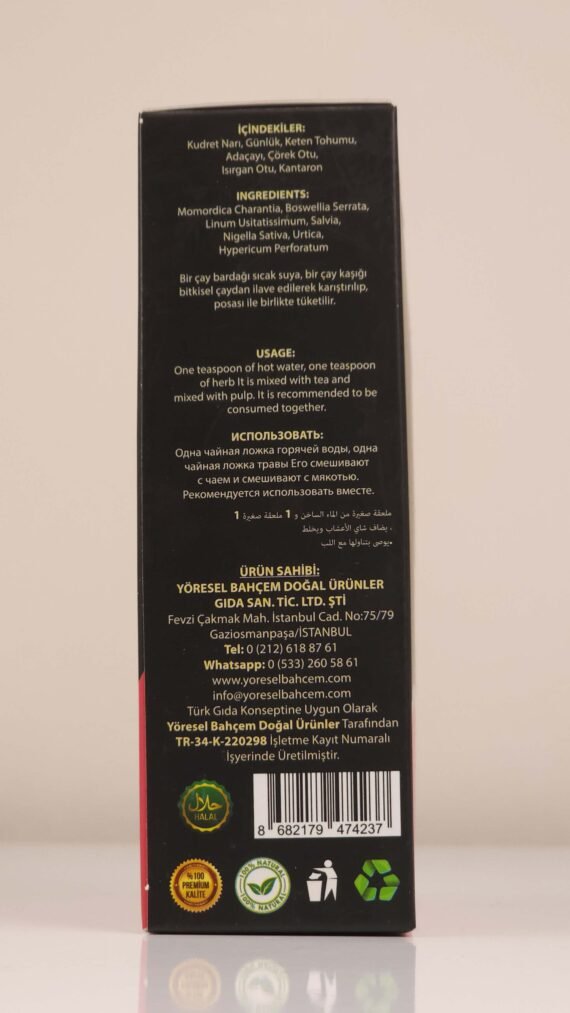 İÇİNDEKİLER:
Kudret Narı, Günlük, Keten Tohumu,
Adaçayı, Çörek Otu,
Isırgan Otu, Kantaron
INGREDIENTS:
Momordica Charantia, Boswellia Serrata,
Linum Usitatissimum, Salvia,
Nigella Sativa, Urtica,
Hypericum Perforatum
Bir çay bardağı sıcak suya, bir çay kaşığı
bitkisel çaydan ilave edilerek karıştırılıp,
posası ile birlikte tüketilir.
USAGE:
One teaspoon of hot water, one teaspoon
of herb It is mixed with tea and
mixed with pulp. It is recommended to be
consumed together.
ИСПОЛЬЗОВАТЬ:
Одна чайная ложка горячей воды, одна
чайная ложка травы Его смешивают
с чаем и смешивают с мякотью.
Рекомендуется использовать вместе.
ملعقة صغيرة من الماء الساخن و 1 ملعقة صغيرة 1
، يضاف شاي الأعشاب ويخلط
.يوصى بتناولها مع اللب
ÜRÜN SAHİBİ:
YÖRESEL BAHÇEM DOĞAL ÜRÜNLER
GIDA SAN. TİC. LTD. ŞTİ
Fevzi Çakmak Mah. İstanbul Cad. No:75/79
Gaziosmanpaşa/İSTANBUL
Tel: 0 (212) 618 87 61
Whatsapp: 0 (533) 260 58 61
www.yoreselbahcem.com
info@yoreselbahcem.com
Türk Gıda Konseptine Uygun Olarak
Yöresel Bahçem Doğal Ürünler Tarafından
TR-34-K-220298 İşletme Kayıt Numaralı
İşyerinde Üretilmiştir.
حلال
HALAL
8 682179 474237
%100
PREMIUM
KALİTE
100% NATURAL
100% NATURAL